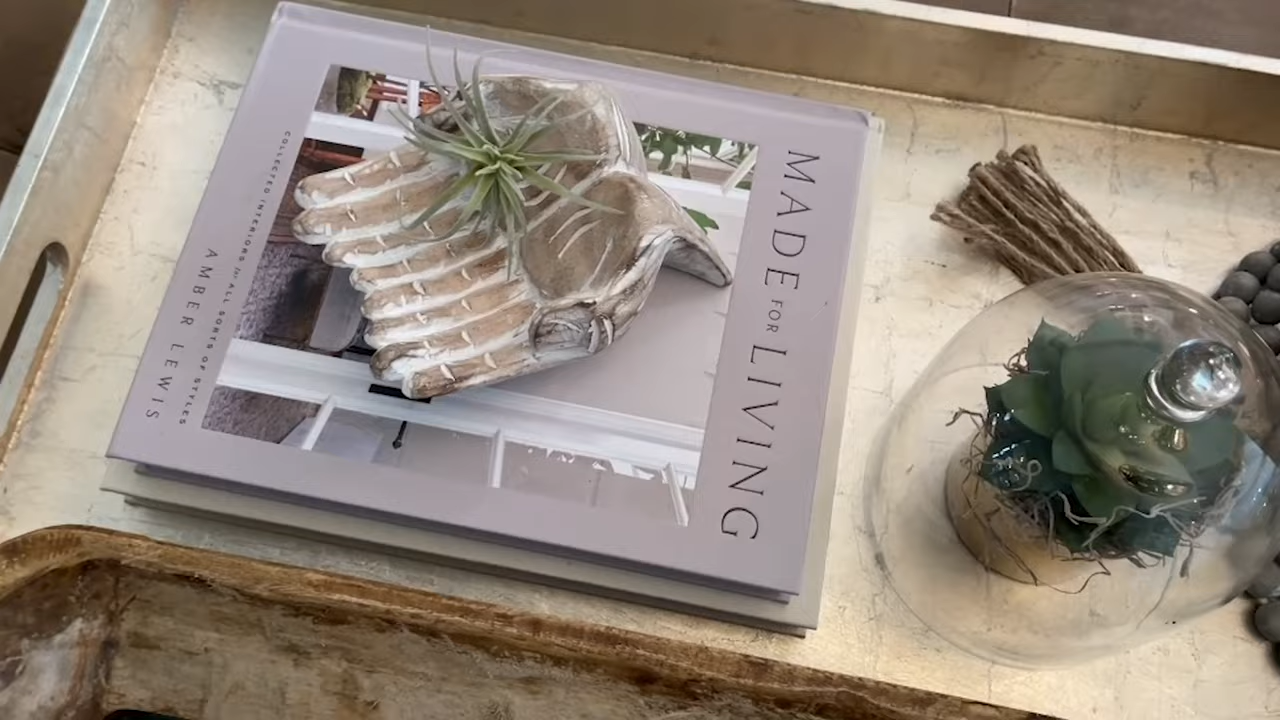 MADE FOR LIVING
COLLECTED INTERIORS for ALL SORTS OF STYLES
AMBER LEWIS